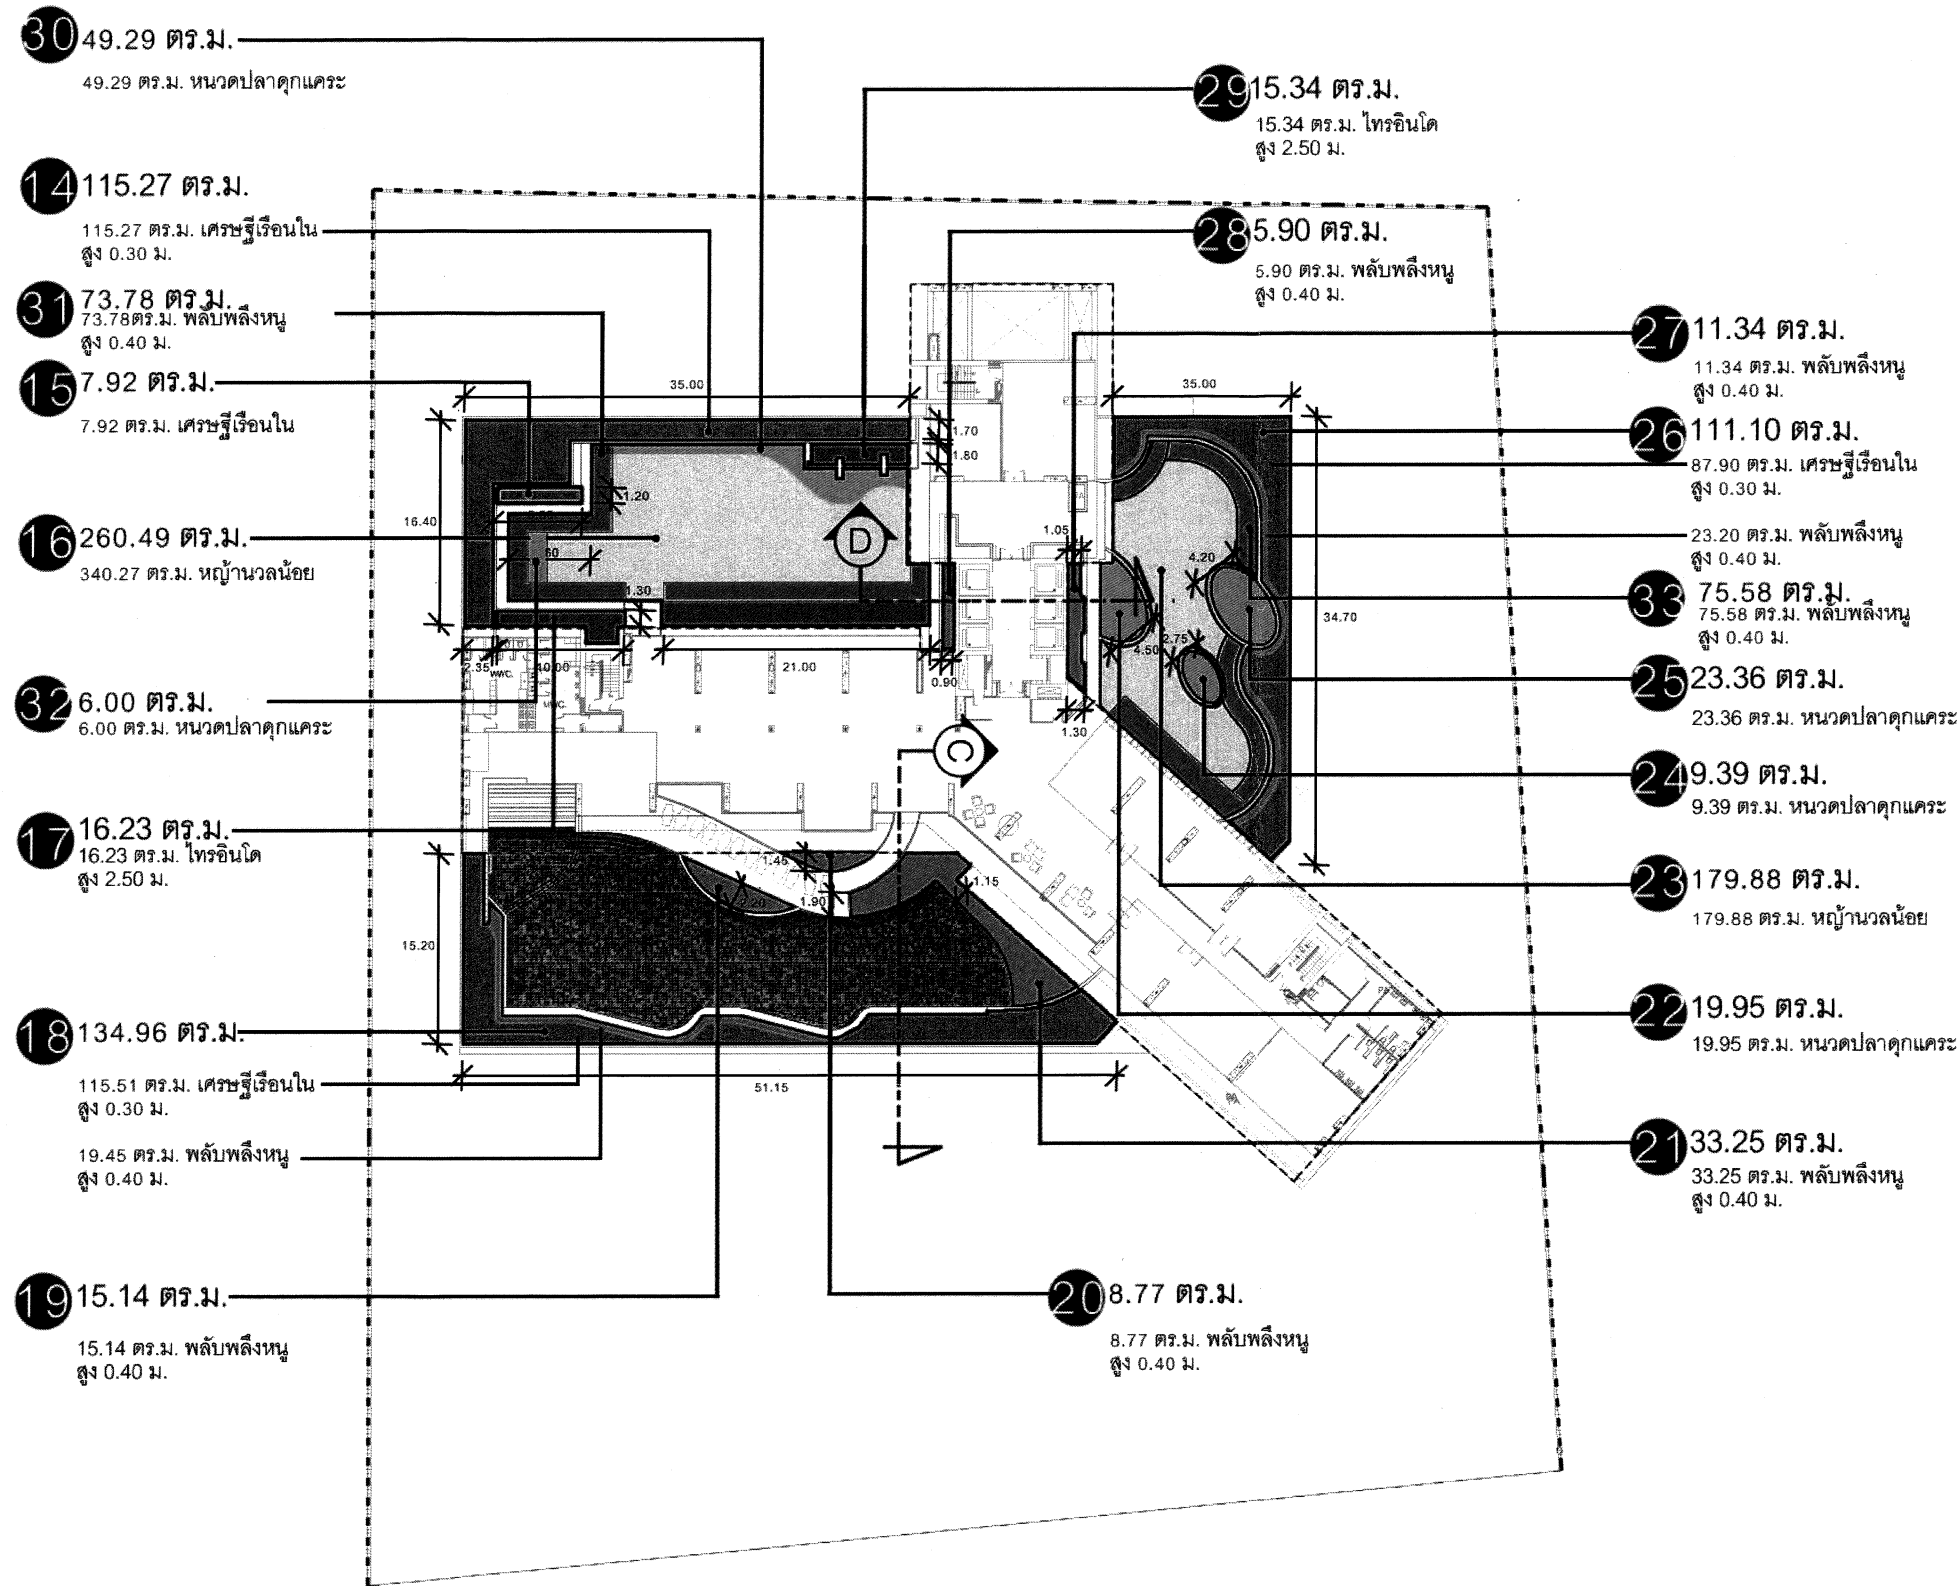 30 49.29 ตร.ม.
49.29 ตร.ม. หนวดปลาดุกแคระ
29 15.34 ตร.ม.
15.34 ตร.ม. ไทรอินโด
สูง 2.50 ม.
14 115.27 ตร.ม.
115.27 ตร.ม. เศรษฐีเรือนใน
สูง 0.30 ม.
28 5.90 ตร.ม.
5.90 ตร.ม. พลับพลึงหนู
สูง 0.40 ม.
31 73.78 ตร.ม.
73.78ตร.ม. พลับพลึงหนู
สูง 0.40 ม.
27 11.34 ตร.ม.
11.34 ตร.ม. พลับพลึงหนู
สูง 0.40 ม.
15 7.92 ตร.ม.
7.92 ตร.ม. เศรษฐีเรือนใน
35.00
35.00
26 111.10 ตร.ม.
87.90 ตร.ม. เศรษฐีเรือนใน
สูง 0.30 ม.
23.20 ตร.ม. พลับพลึงหนู
สูง 0.40 ม.
1.70
1.80
1.20
16.40
1.05
16 260.49 ตร.ม.
340.27 ตร.ม. หญ้านวลน้อย
D
60
4.20
1.30
34.70
33 75.58 ตร.ม.
75.58 ตร.ม. พลับพลึงหนู
สูง 0.40 ม.
2.75
4.50
2.35
10.00
21.00
0.90
WWC.
MWC.
25 23.36 ตร.ม.
23.36 ตร.ม. หนวดปลาดุกแคระ
32 6.00 ตร.ม.
6.00 ตร.ม. หนวดปลาดุกแคระ
1.30
C
24 9.39 ตร.ม.
9.39 ตร.ม. หนวดปลาดุกแคระ
17 16.23 ตร.ม.
16.23 ตร.ม. ไทรอินโด
สูง 2.50 ม.
1.45
1.15
1.90
15.20
23 179.88 ตร.ม.
179.88 ตร.ม. หญ้านวลน้อย
22 19.95 ตร.ม.
19.95 ตร.ม. หนวดปลาดุกแคระ
18 134.96 ตร.ม.
115.51 ตร.ม. เศรษฐีเรือนใน
สูง 0.30 ม.
19.45 ตร.ม. พลับพลึงหนู
สูง 0.40 ม.
51.15
21 33.25 ตร.ม.
33.25 ตร.ม. พลับพลึงหนู
สูง 0.40 ม.
19 15.14 ตร.ม.
15.14 ตร.ม. พลับพลึงหนู
สูง 0.40 ม.
20 8.77 ตร.ม.
8.77 ตร.ม. พลับพลึงหนู
สูง 0.40 ม.